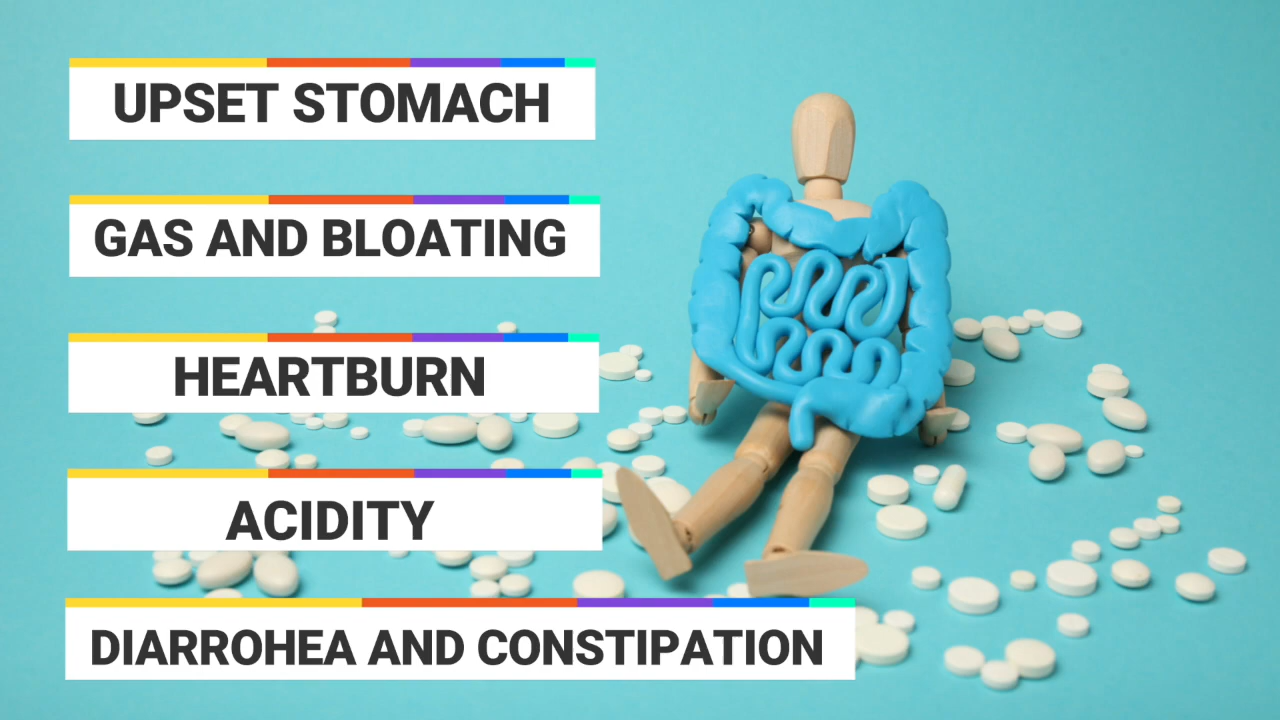 UPSET STOMACH
GAS AND BLOATING
HEARTBURN
ACIDITY
DIARROHEA AND CONSTIPATION